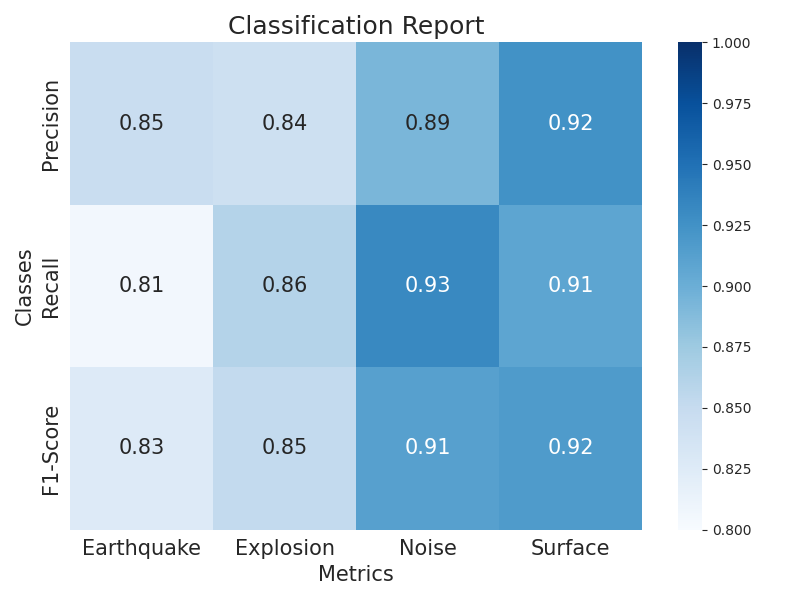 Classification Report
Classes
Precision
0.85 0.84 0.89 0.92
Recall
0.81 0.86 0.93 0.91
F1-Score
0.83 0.85 0.91 0.92
Earthquake Explosion Noise Surface
Metrics
1.000
0.975
0.950
0.925
0.900
0.875
0.850
0.825
0.800